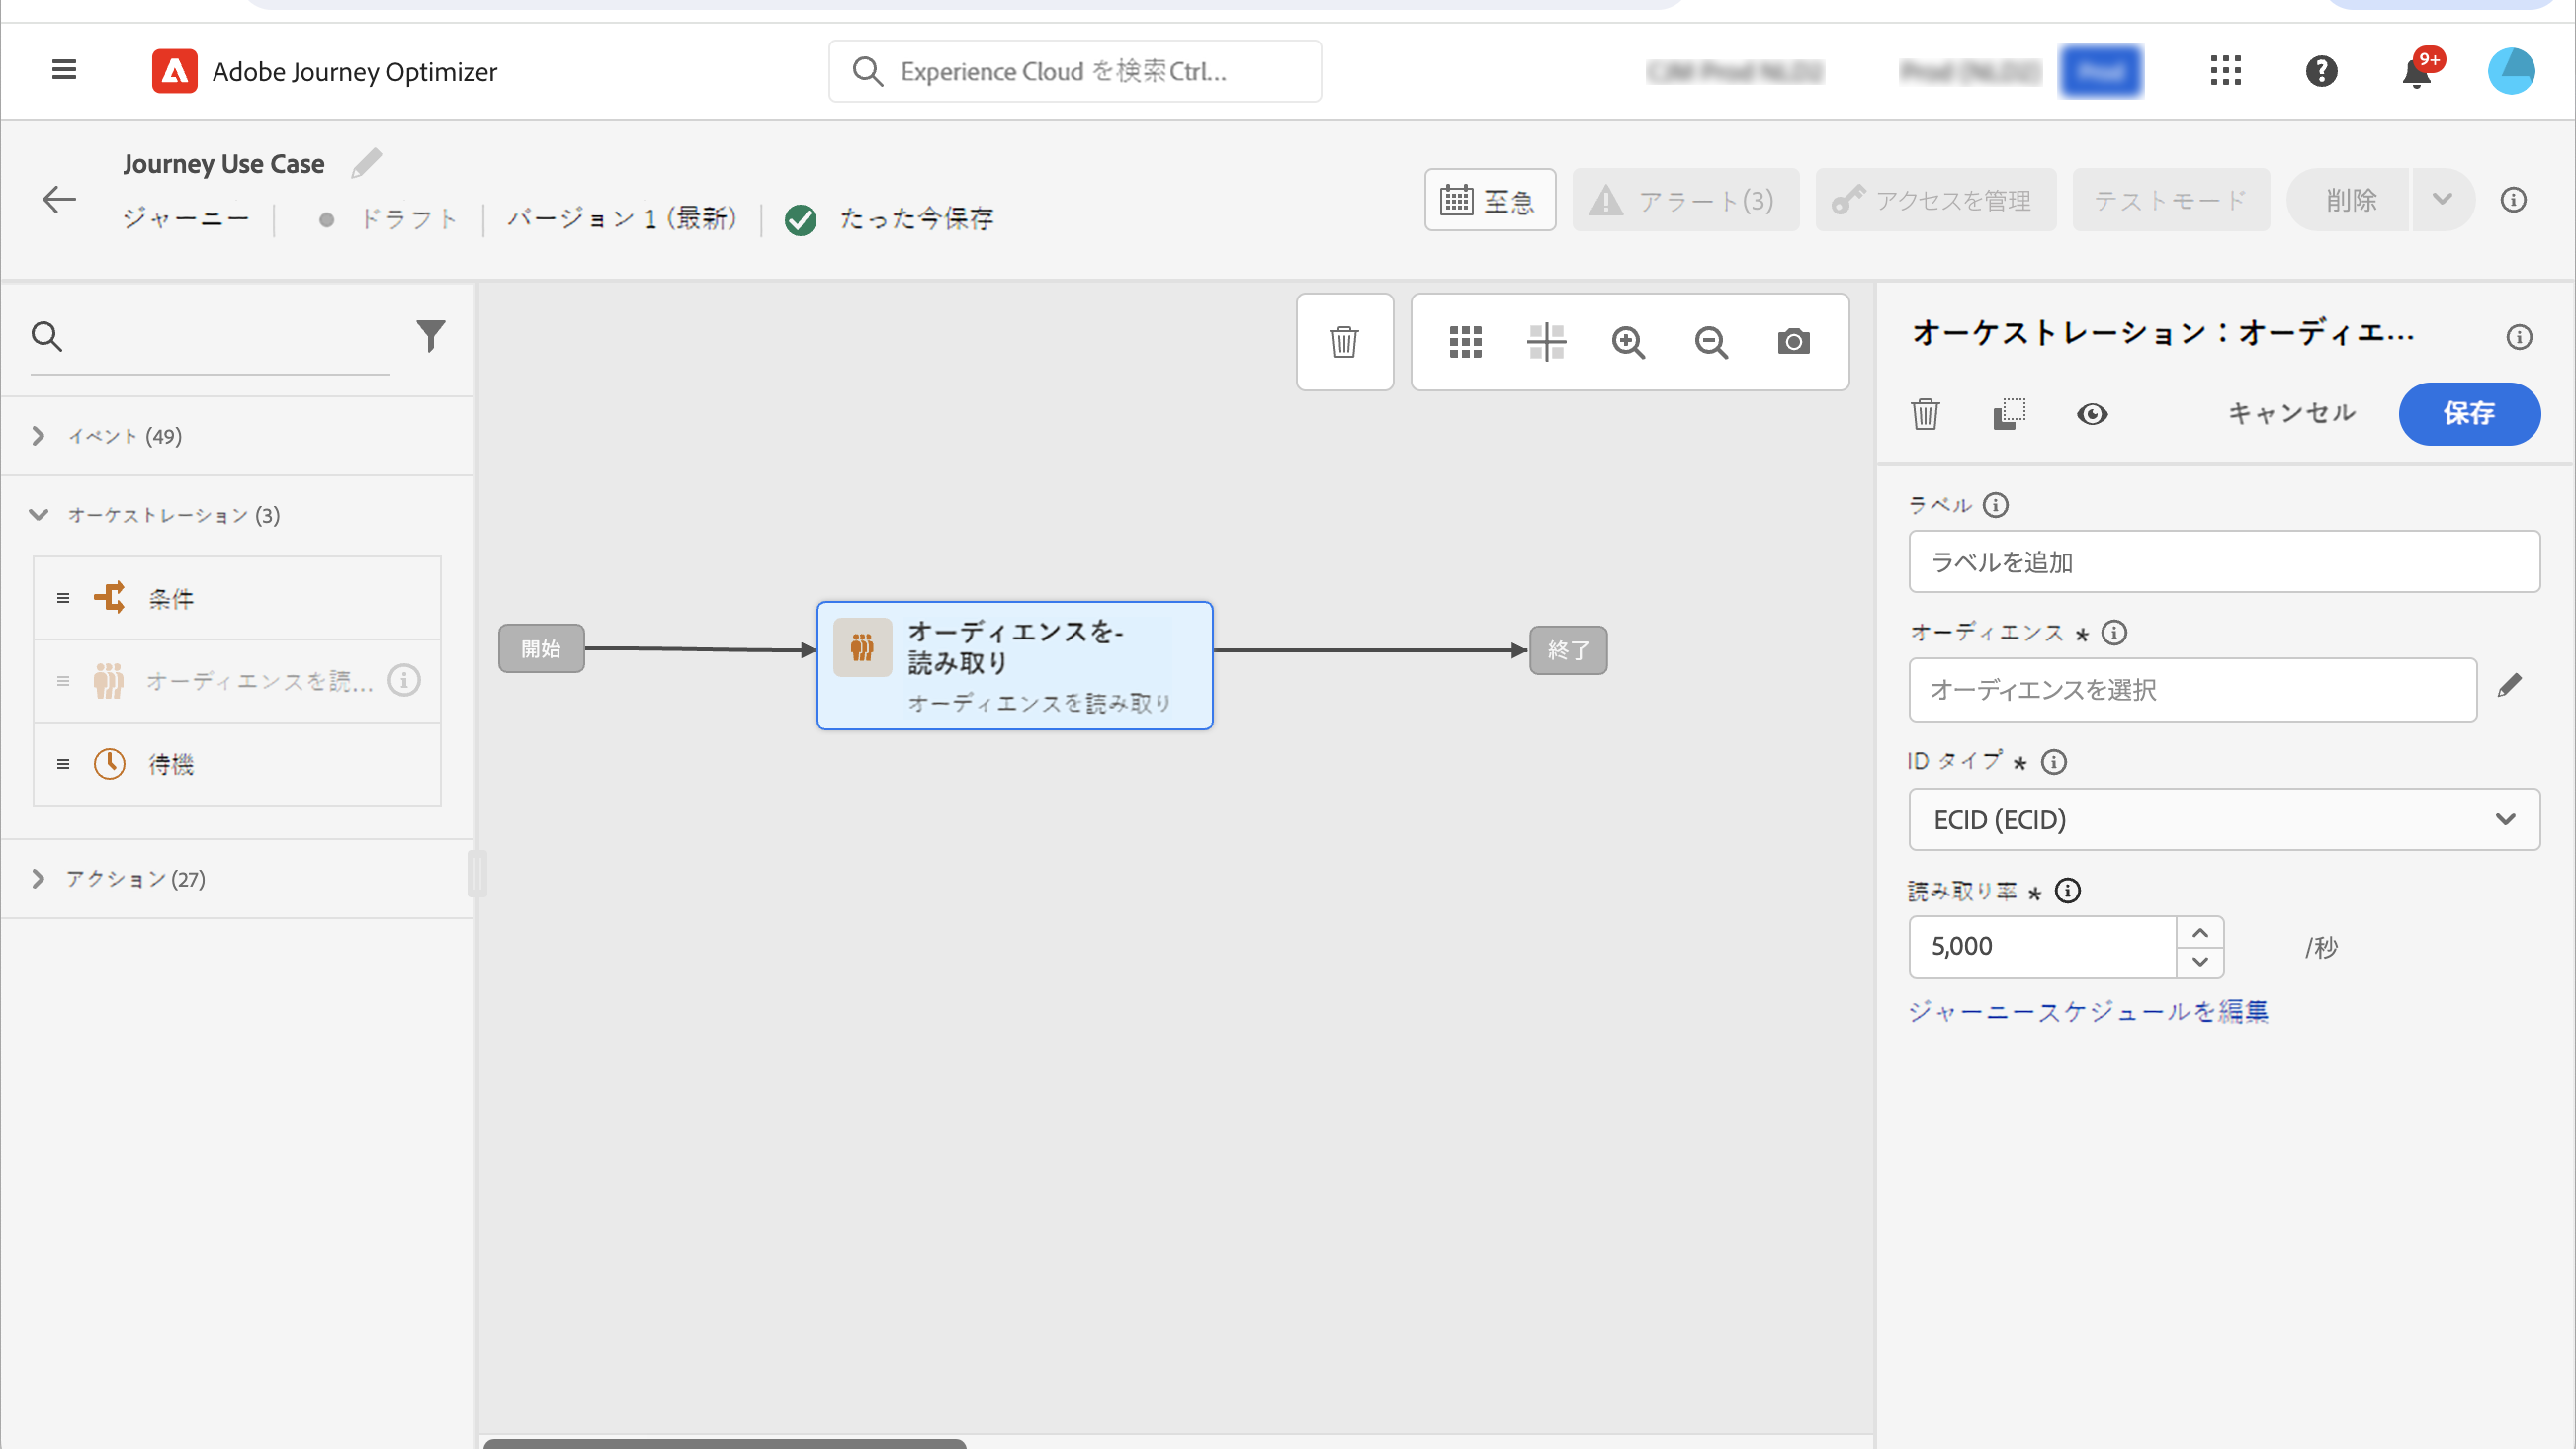 Adobe Journey Optimizer
Experience Cloud を検索Ctrl...
9+
Journey Use Case
ジャーニー
ドラフト
バージョン 1 (最新)
たった今保存
至急
アラート(3)
アクセスを管理
テストモード
削除
イベント (49)
オーケストレーション (3)
条件
オーディエンスを読...
待機
アクション (27)
開始
オーディエンスを-
読み取り
オーディエンスを読み取り
終了
オーケストレーション：オーディエ...
キャンセル
保存
ラベル
ラベルを追加
オーディエンス *
オーディエンスを選択
ID タイプ *
ECID (ECID)
読み取り率 *
5,000
/秒
ジャーニースケジュールを編集